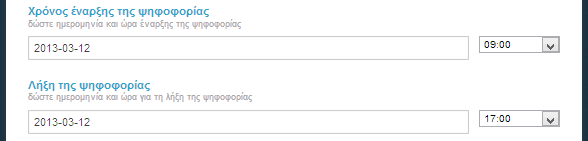 Χρόνος έναρξης της ψηφοφορίας
δώστε ημερομηνία και ώρα έναρξης της ψηφοφορίας
2013-03-12 09:00
Λήξη της ψηφοφορίας
δώστε ημερομηνία και ώρα για τη λήξη της ψηφοφορίας
2013-03-12 17:00